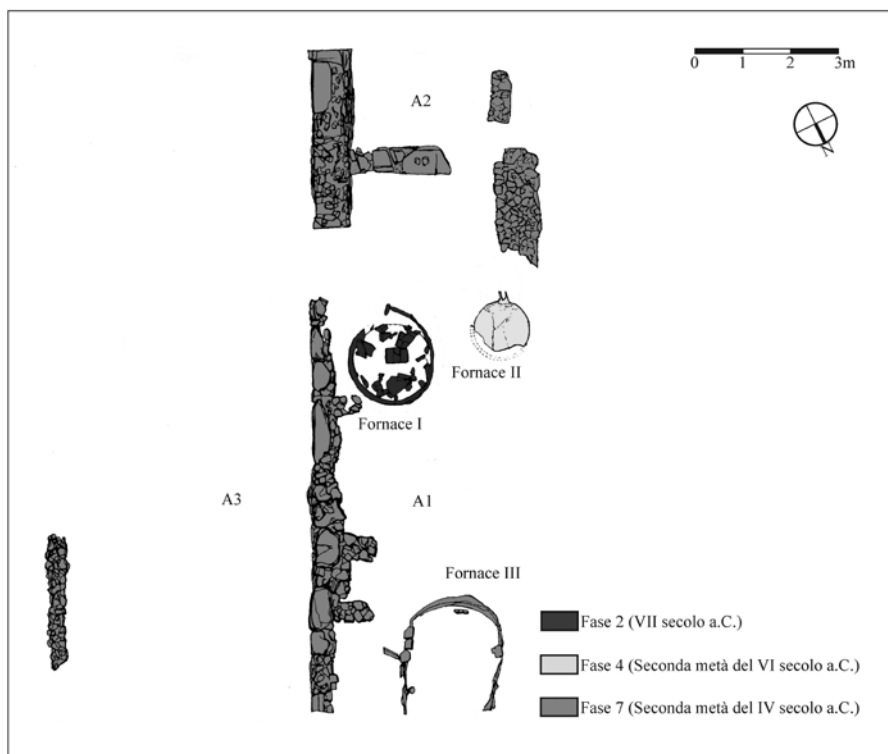 A2
0 1 2 3m
N
Fornace II
Fornace I
A3
A1
Fornace III
Fase 2 (VII secolo a.C.)
Fase 4 (Seconda metà del VI secolo a.C.)
Fase 7 (Seconda metà del IV secolo a.C.)